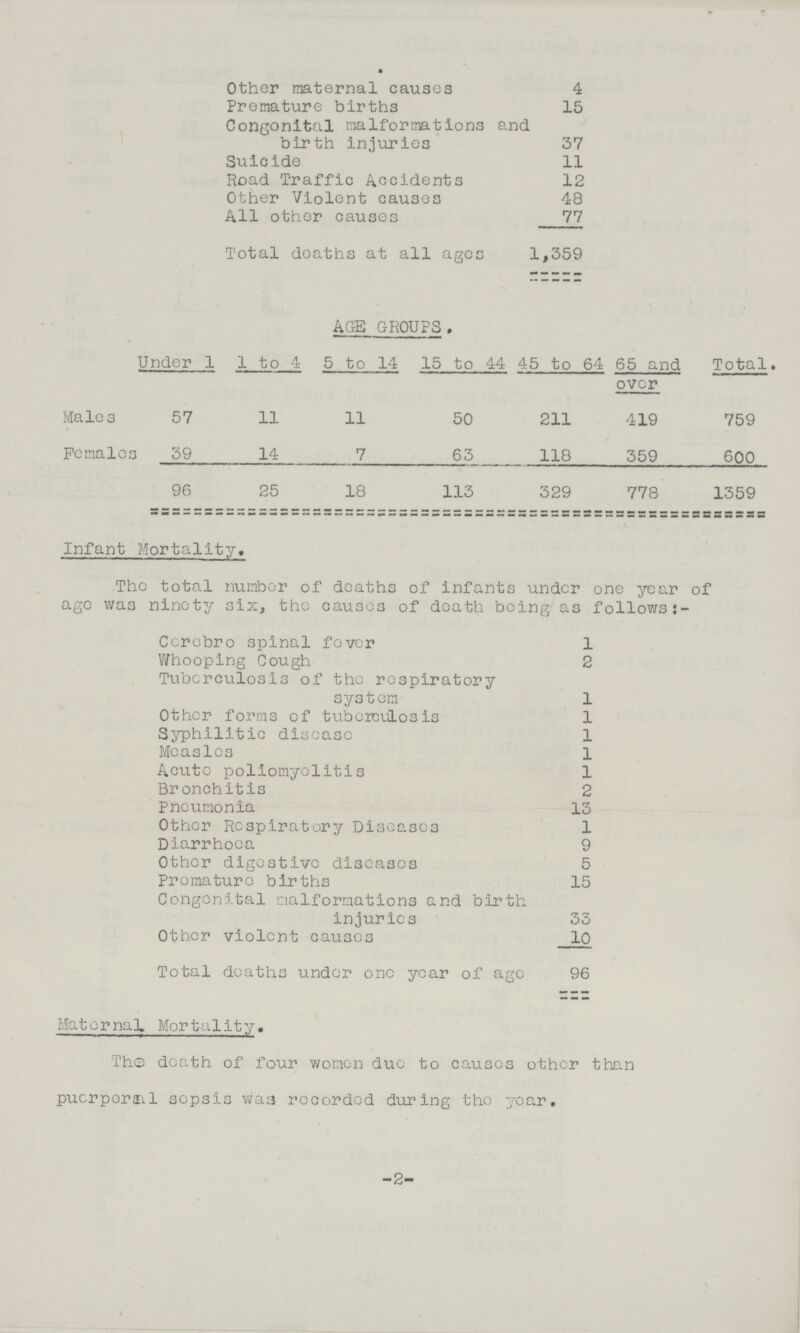 Other maternal causes 4
Premature births 15
Congonital malformations and
birth injuries 37
Suicide 11
Road Traffic Accidents 12
Other Violent causes 48
All other causes 77
Total deaths at all ages 1,359
AGE GROUPS.
Under 1 1 to 4 5 to 14 15 to 44 45 to 64 65 and Total.
over
Males 57 11 11 50 211 419 759
Females 39 14 7 63 118 359 600
96 25 18 113 329 778 1359
Infant Mortality.
The total number of deaths of infants under one year of
age was ninety six, the causes of death being as follows:-
Cerebro spinal fever 1
Whooping Cough 2
Tuberculosis of the respiratory
system 1
Other forms of tuberculosis 1
Syphilitic disease 1
Measles 1
Acute poliomyelitis 1
Bronchitis 2
Pneumonia 13
Other Respiratory Diseases 1
Diarrhoea 9
Other digestive diseases 5
Premature births 15
Congenital malformations and birth
injuries 33
Other violent causes 10
Total deaths under one year of age 96
Maternal Mortality.
The death of four women due to causes other than
puerperal sepsis was recorded during the year.
-2-